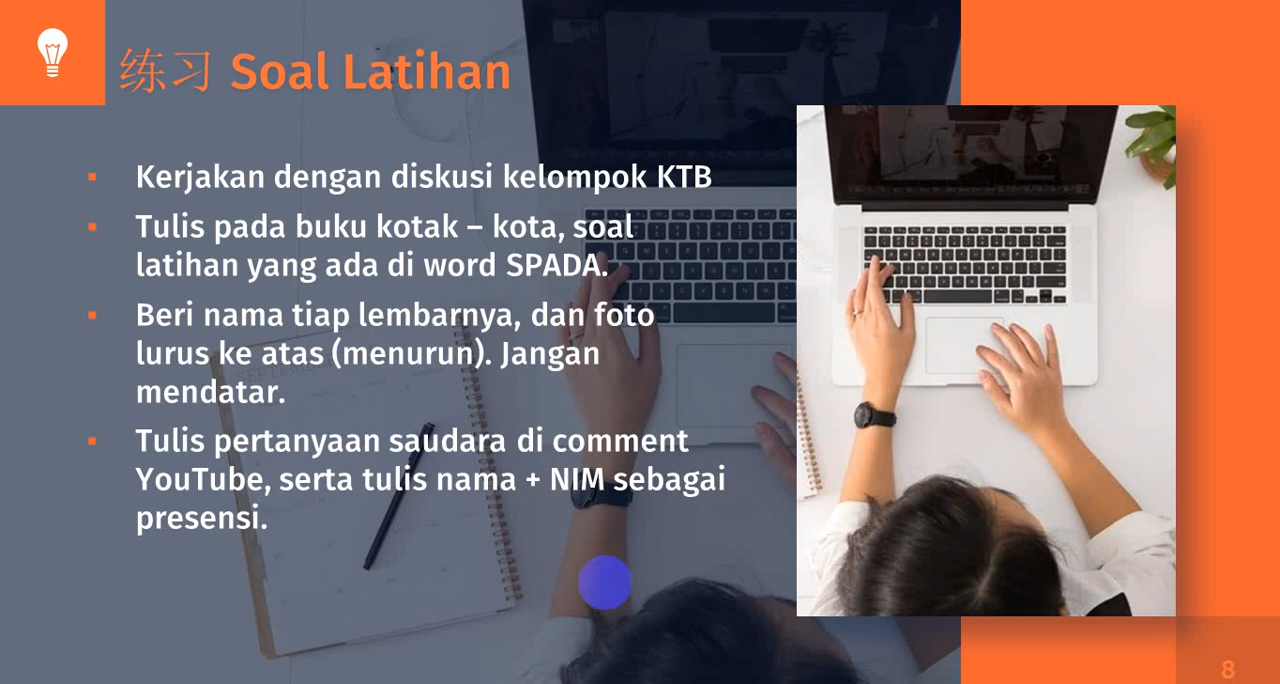 练习 Soal Latihan
Kerjakan dengan diskusi kelompok KTB
Tulis pada buku kotak – kota, soal
latihan yang ada di word SPADA.
Beri nama tiap lembarnya, dan foto
lurus ke atas (menurun). Jangan
mendatar.
Tulis pertanyaan saudara di comment
YouTube, serta tulis nama + NIM sebagai
presensi.
8